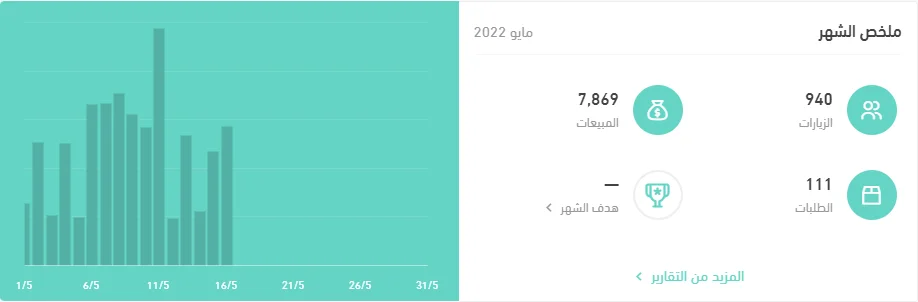 ملخص الشهر
مايو 2022
940
الزيارات
7,869
المبيعات
111
الطلبات
—
هدف الشهر
المزيد من التقارير
1/5 6/5 11/5 16/5 21/5 26/5 31/5